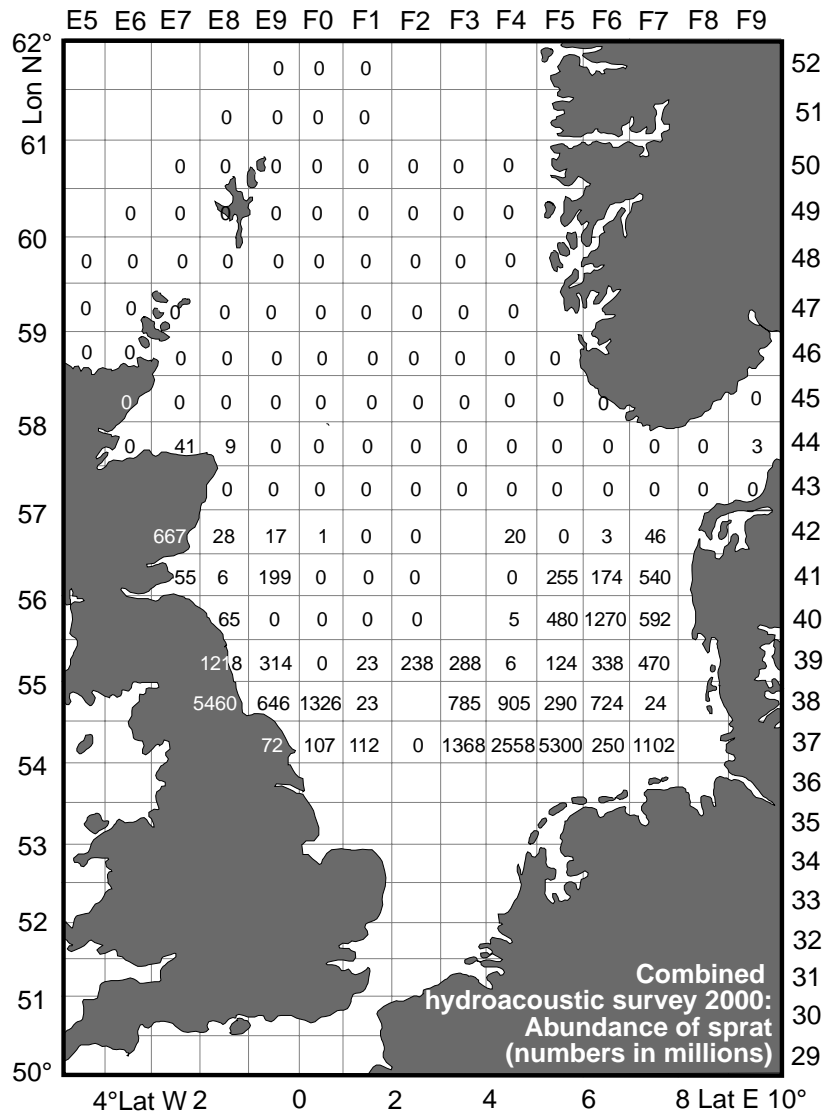 E5 E6 E7 E8 E9 F0 F1 F2 F3 F4 F5 F6 F7 F8 F9
62°
Lon N
0 0 0 52
0 0 0 0 51
61
0 0 0 0 0 0 0 0 50
0 0 0 0 0 0 0 0 0 49
60
0 0 0 0 0 0 0 0 0 0 48
0 0 0 0 0 0 0 0 0 0 47
59
0 0 0 0 0 0 0 0 0 0 0 46
0 0 0 0 0 0 0 0 0 0 0 0 45
58
0 41 9 0 0 0 0 0 0 0 0 0 0 3 44
0 0 0 0 0 0 0 0 0 0 0 0 43
57
667 28 17 1 0 0 20 0 3 46 42
55 6 199 0 0 0 0 255 174 540 41
56
65 0 0 0 0 5 480 1270 592 40
1218 314 0 23 238 288 6 124 338 470 39
55
5460 646 1326 23 785 905 290 724 24 38
72 107 112 0 1368 2558 5300 250 1102 37
54
36
35
53
34
33
52
32
Combined 31
51
hydroacoustic survey 2000: 30
Abundance of sprat
(numbers in millions) 29
50°
4°Lat W 2 0 2 4 6 8 Lat E 10°